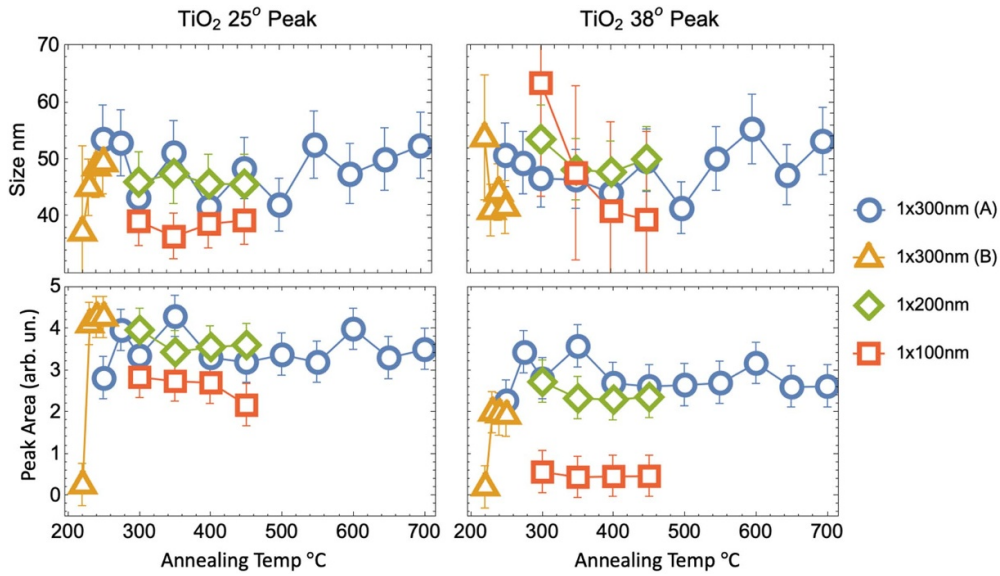 TiO₂ 25° Peak
TiO₂ 38° Peak
Size nm
70
60
50
40
Peak Area (arb. un.)
5
4
3
2
1
0
200 300 400 500 600 700
200 300 400 500 600 700
Annealing Temp °C
Annealing Temp °C
1x300nm (A)
1x300nm (B)
1x200nm
1x100nm